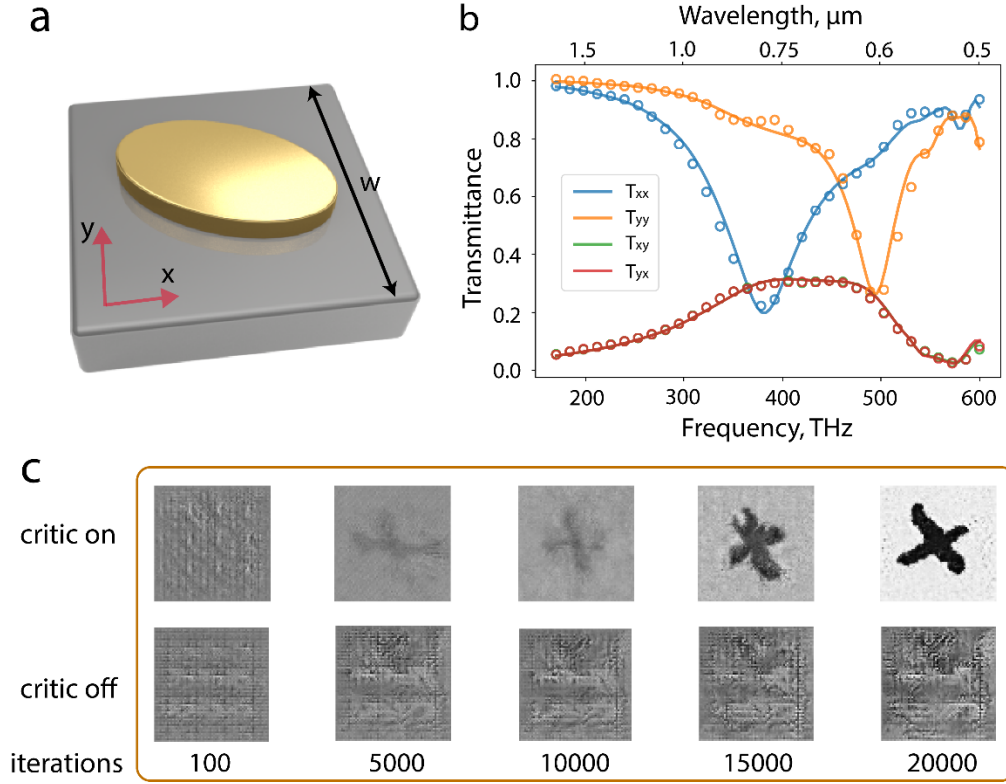 a
w
y
x
b
Wavelength, μm
1.5 1.0 0.75 0.6 0.5
Transmittance
1.0
0.8
0.6
0.4
0.2
0.0
Txx
Tyy
Txy
Tyx
200 300 400 500 600
Frequency, THz
c
critic on
critic off
iterations 100 5000 10000 15000 20000